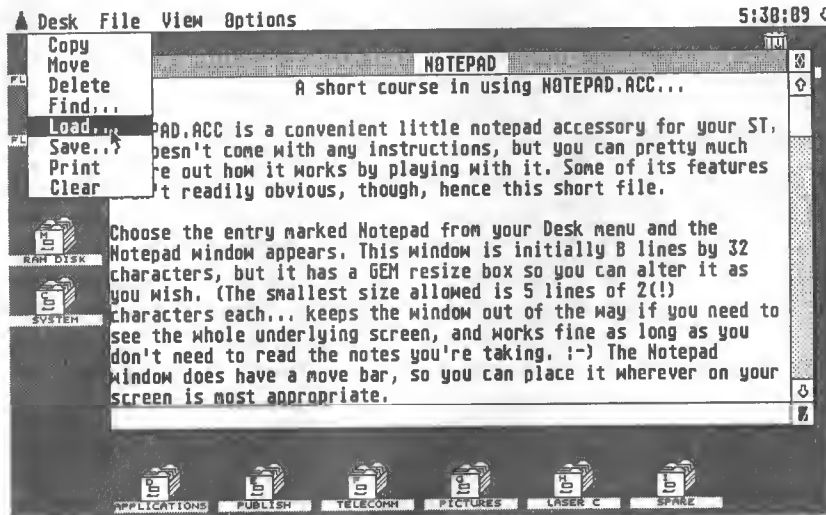 Desk File View Options 5:38:09
Copy
Move
Delete
Find...
Load...
Save...
Print
Clear
NOTEPAD
A short course in using NOTEPAD.ACC...
PAD.ACC is a convenient little notepad accessory for your ST.
esn't come with any instructions, but you can pretty much
re out how it works by playing with it. Some of its features
't readily obvious, though, hence this short file.
Choose the entry marked Notepad from your Desk menu and the
Notepad window appears. This window is initially 8 lines by 32
characters, but it has a GEM resize box so you can alter it as
you wish. (The smallest size allowed is 5 lines of 2(!)
characters each... keeps the window out of the way if you need to
see the whole underlying screen, and works fine as long as you
don't need to read the notes you're taking. :-) The Notepad
window does have a move bar, so you can place it wherever on your
screen is most appropriate.
FL
FL
M
RAM DISK
C
SYSTEM
D
APPLICATIONS
E
PUBLISH
F
TELECOMM
G
PICTURES
H
LASER C
SPARE